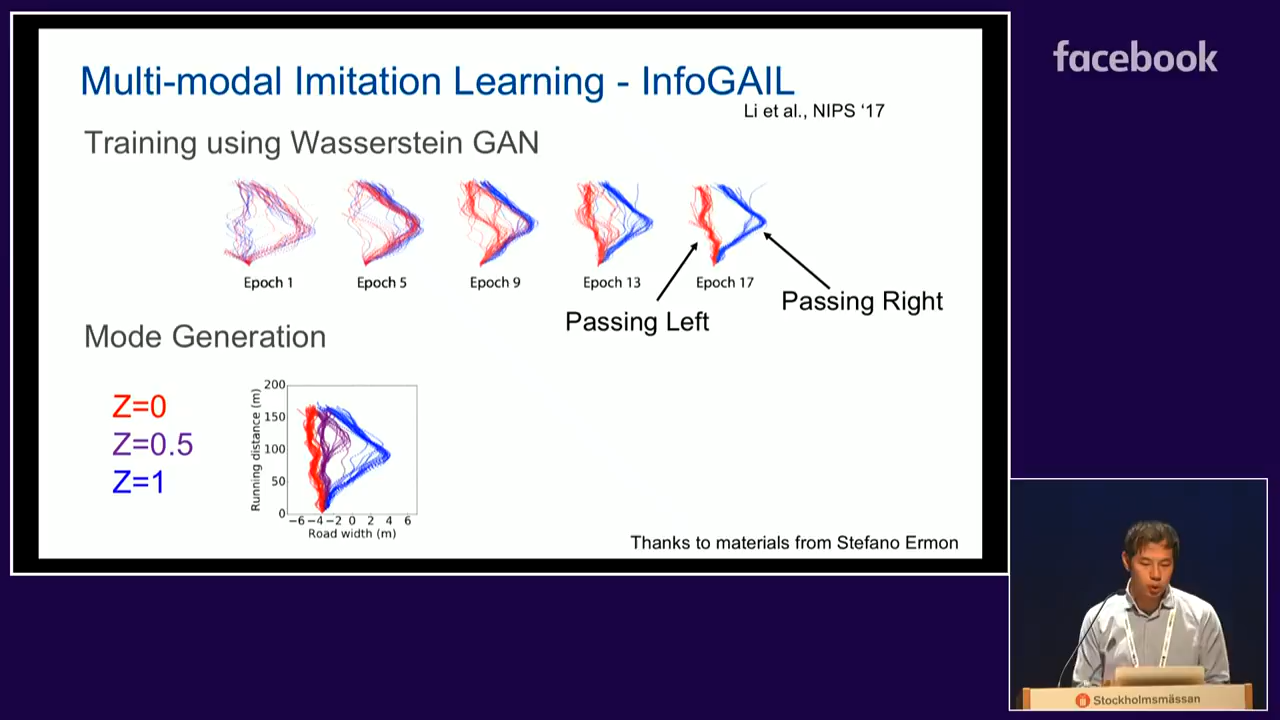 Multi-modal Imitation Learning - InfoGAIL
Li et al., NIPS ‘17
Training using Wasserstein GAN
Epoch 1
Epoch 5
Epoch 9
Epoch 13
Epoch 17
Passing Left
Passing Right
Mode Generation
Z=0
Z=0.5
Z=1
200
150
100
50
0
Running distance (m)
−6 −4 −2 0 2 4 6
Road width (m)
Thanks to materials from Stefano Ermon
facebook
Stockholmsmässan